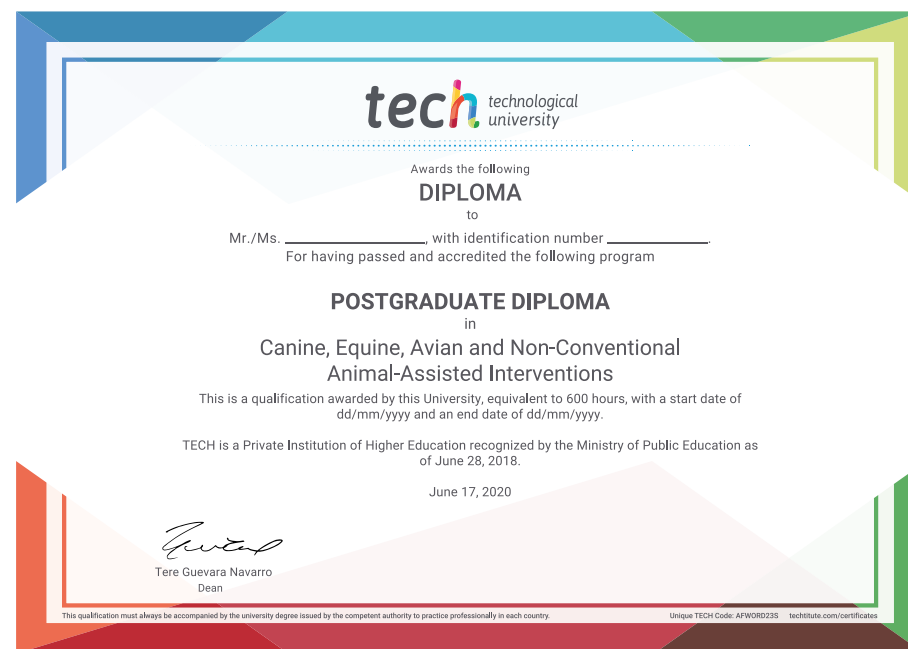 tech technological
university
Awards the following
DIPLOMA
to
Mr./Ms. ____________________, with identification number ______________.
For having passed and accredited the following program
POSTGRADUATE DIPLOMA
in
Canine, Equine, Avian and Non-Conventional
Animal-Assisted Interventions
This is a qualification awarded by this University, equivalent to 600 hours, with a start date of
dd/mm/yyyy and an end date of dd/mm/yyyy.
TECH is a Private Institution of Higher Education recognized by the Ministry of Public Education as
of June 28, 2018.
June 17, 2020
Tere Guevara Navarro
Dean
This qualification must always be accompanied by the university degree issued by the competent authority to practice professionally in each country. Unique TECH Code: AFWORD23S techtitute.com/certificates